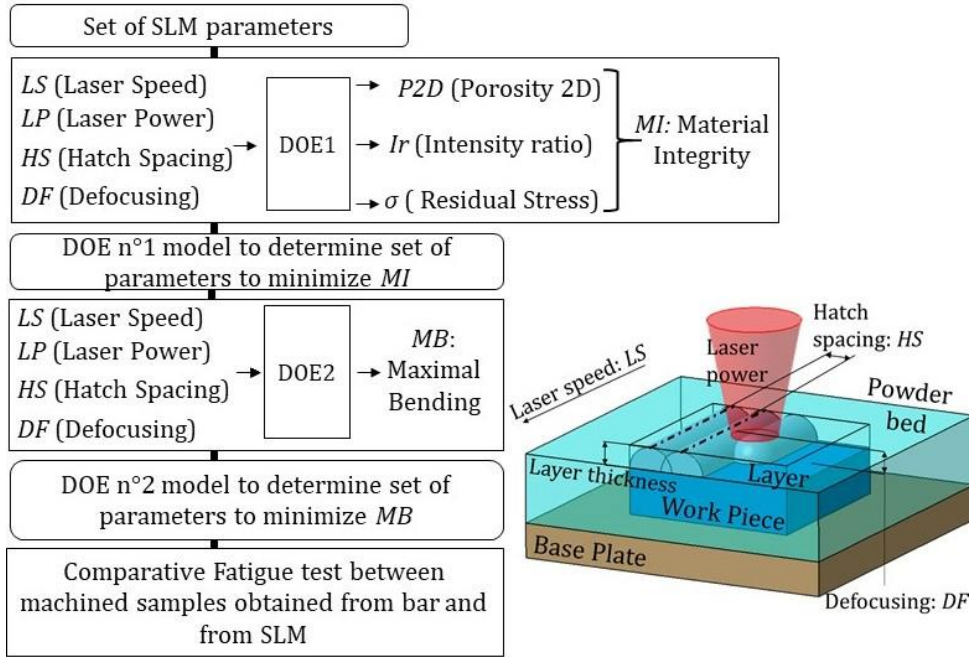 Set of SLM parameters
LS (Laser Speed)
LP (Laser Power)
HS (Hatch Spacing)
DF (Defocusing)
DOE1
P2D (Porosity 2D)
Ir (Intensity ratio)
σ ( Residual Stress)
MI: Material
Integrity
DOE n°1 model to determine set of
parameters to minimize MI
LS (Laser Speed)
LP (Laser Power)
HS (Hatch Spacing)
DF (Defocusing)
DOE2
MB:
Maximal
Bending
DOE n°2 model to determine set of
parameters to minimize MB
Comparative Fatigue test between
machined samples obtained from bar and
from SLM
Hatch
spacing: HS
Laser
power
Laser speed: LS
Powder
bed
Layer thickness
Layer
Work Piece
Base Plate
Defocusing: DF